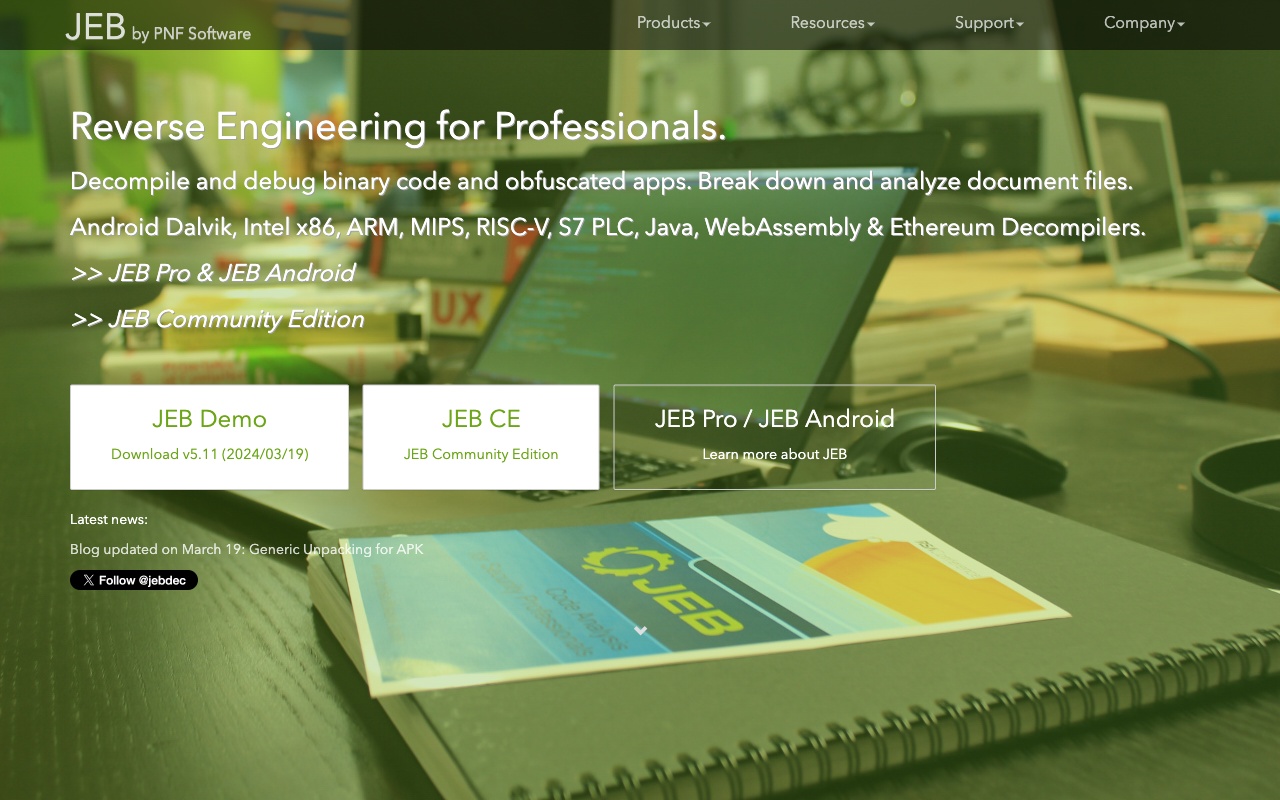 JEB by PNF Software
Products
Resources
Support
Company
Reverse Engineering for Professionals.
Decompile and debug binary code and obfuscated apps. Break down and analyze document files.
Android Dalvik, Intel x86, ARM, MIPS, RISC-V, S7 PLC, Java, WebAssembly & Ethereum Decompilers.
>> JEB Pro & JEB Android
>> JEB Community Edition
UX
JEB Demo
Download v5.11 (2024/03/19)
JEB CE
JEB Community Edition
JEB Pro / JEB Android
Learn more about JEB
Latest news:
Blog updated on March 19: Generic Unpacking for APK
X Follow @jebdec
JEB
Code Analysis